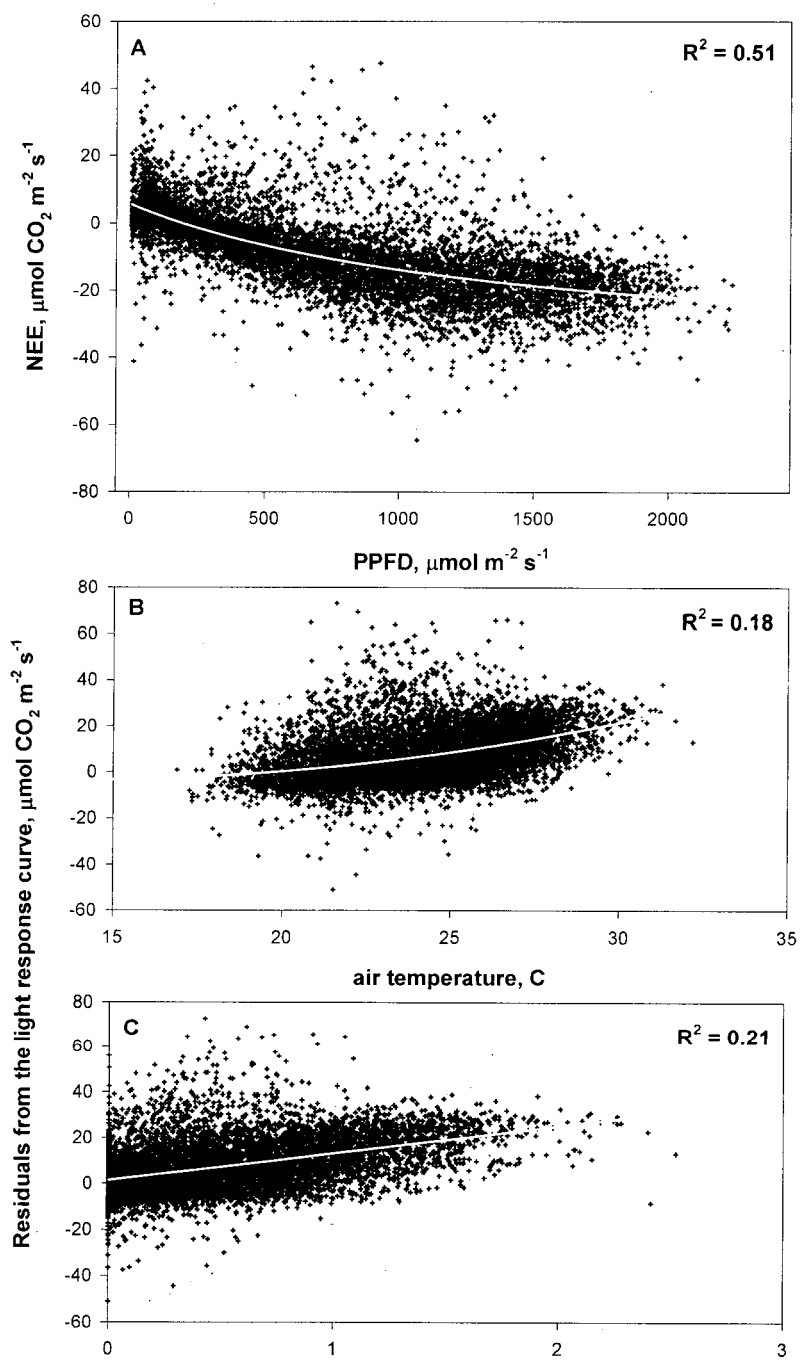 60
A
R² = 0.51
40
20
0
-20
-40
-60
-80
NEE, μmol CO₂ m⁻² s⁻¹
0 500 1000 1500 2000
PPFD, μmol m⁻² s⁻¹
80
B
R² = 0.18
60
40
20
0
-20
-40
-60
15 20 25 30 35
air temperature, C
Residuals from the light response curve, μmol CO₂ m⁻² s⁻¹
80
C
R² = 0.21
60
40
20
0
-20
-40
-60
0 1 2 3